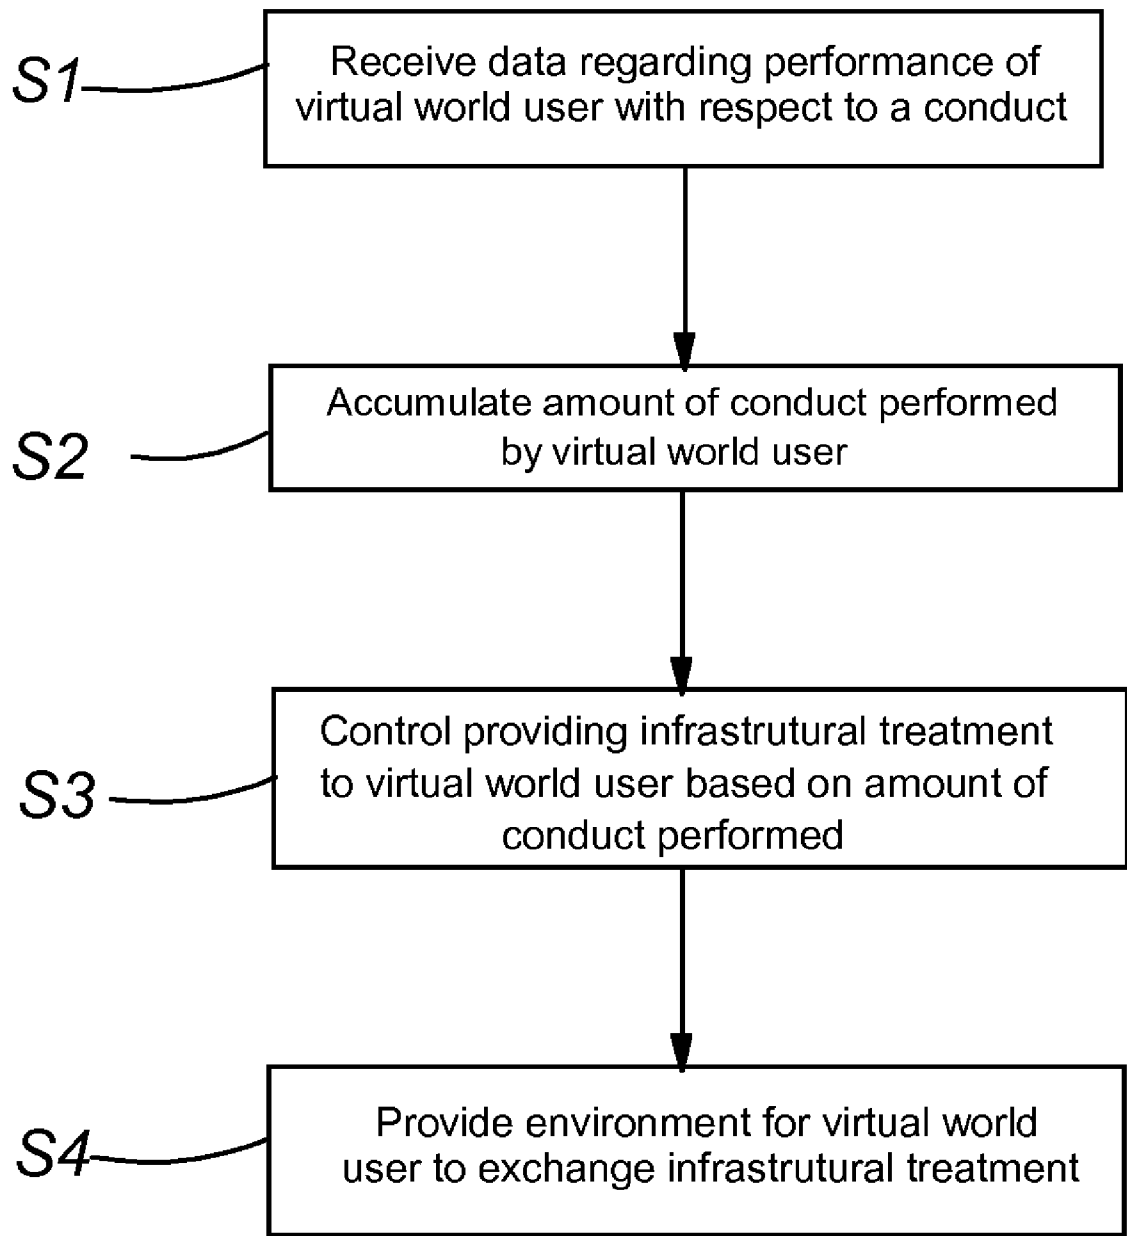 S1
Receive data regarding performance of
virtual world user with respect to a conduct
S2
Accumulate amount of conduct performed
by virtual world user
S3
Control providing infrastrutural treatment
to virtual world user based on amount of
conduct performed
S4
Provide environment for virtual world
user to exchange infrastrutural treatment